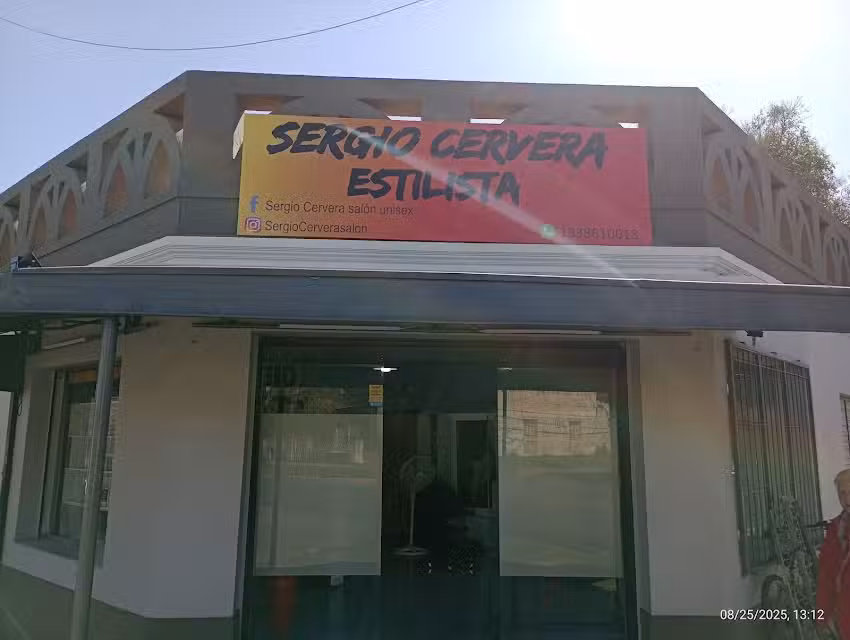 SERGIO CERVERA
ESTILISTA
Sergio Cervera salón unisex
SergioCerverasalon
08/25/2025, 13:12